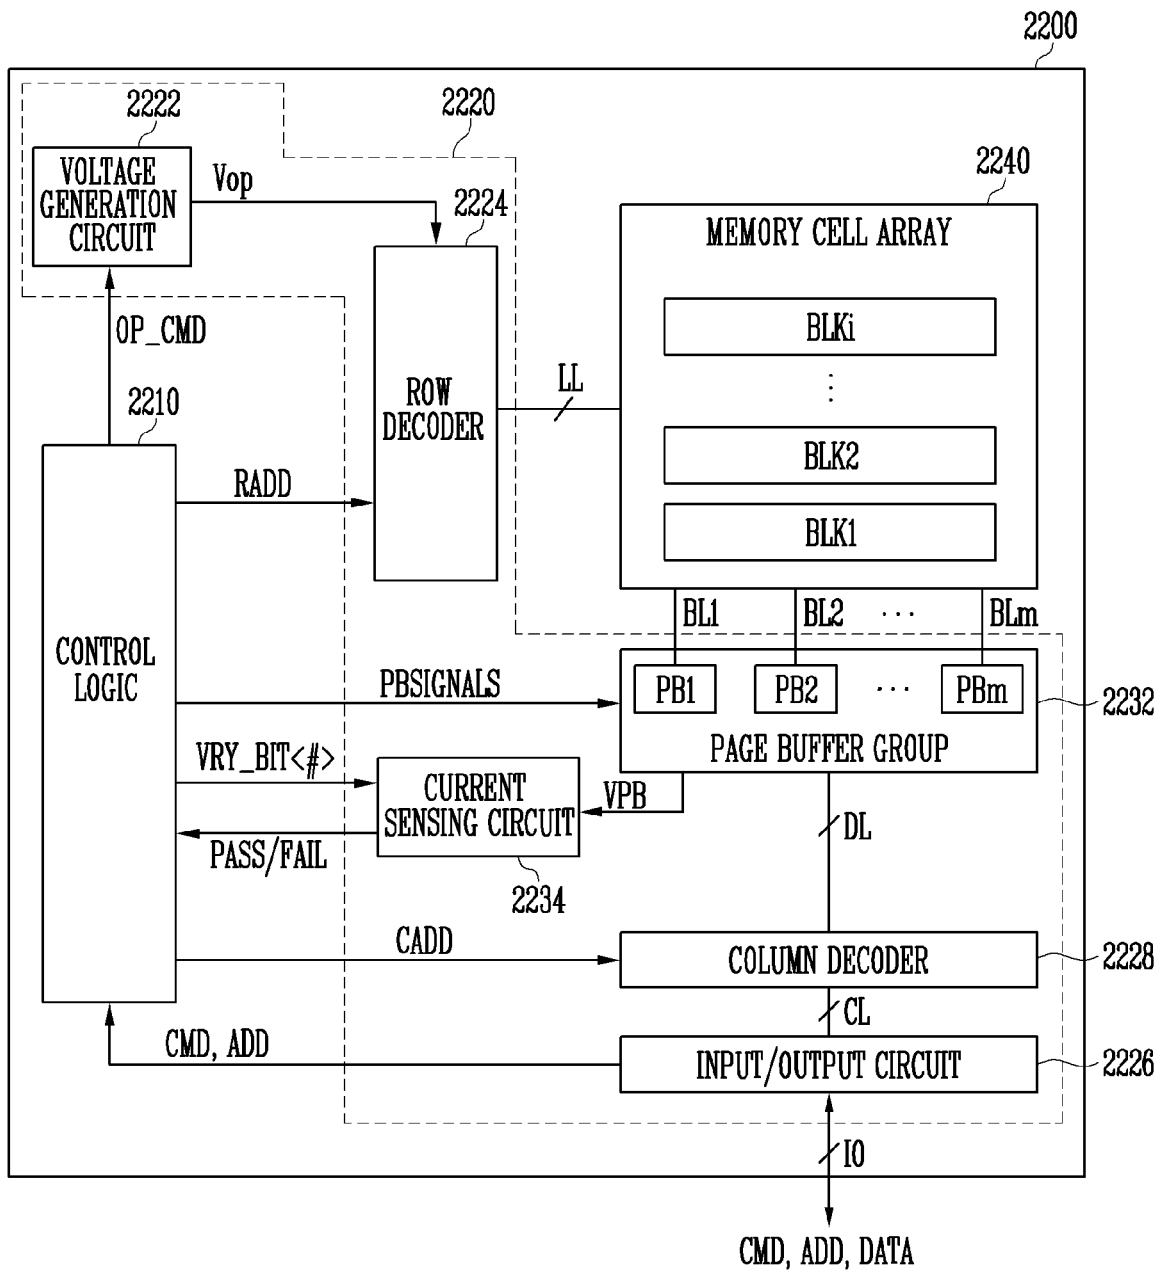 2200
2222
2220
VOLTAGE
GENERATION
CIRCUIT
Vop
2224
2240
MEMORY CELL ARRAY
BLKi
OP_CMD
ROW
DECODER
LL
2210
BLK2
RADD
BLK1
BL1
BL2
...
BLm
CONTROL
LOGIC
PBSIGNALS
PB1
PB2
...
PBm
2232
PAGE BUFFER GROUP
VRY_BIT<#>
CURRENT
SENSING CIRCUIT
VPB
DL
PASS/FAIL
2234
CADD
COLUMN DECODER
2228
CL
CMD, ADD
INPUT/OUTPUT CIRCUIT
2226
IO
CMD, ADD, DATA